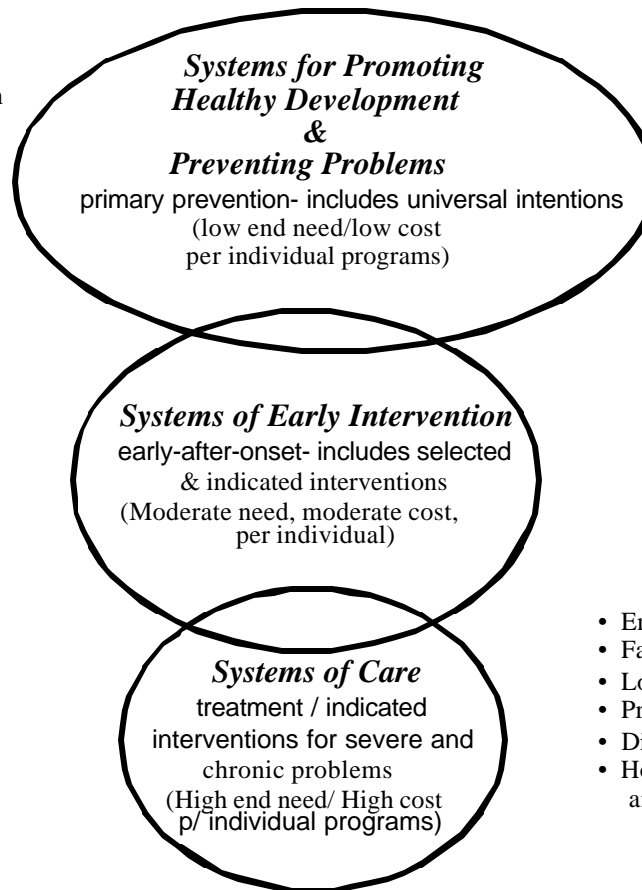 Systems for Promoting
Healthy Development
&
Preventing Problems
primary prevention- includes universal intentions
(low end need/low cost
per individual programs)
Systems of Early Intervention
early-after-onset- includes selected
& indicated interventions
(Moderate need, moderate cost,
per individual)
Systems of Care
treatment / indicated
interventions for severe and
chronic problems
(High end need/ High cost
p/ individual programs)